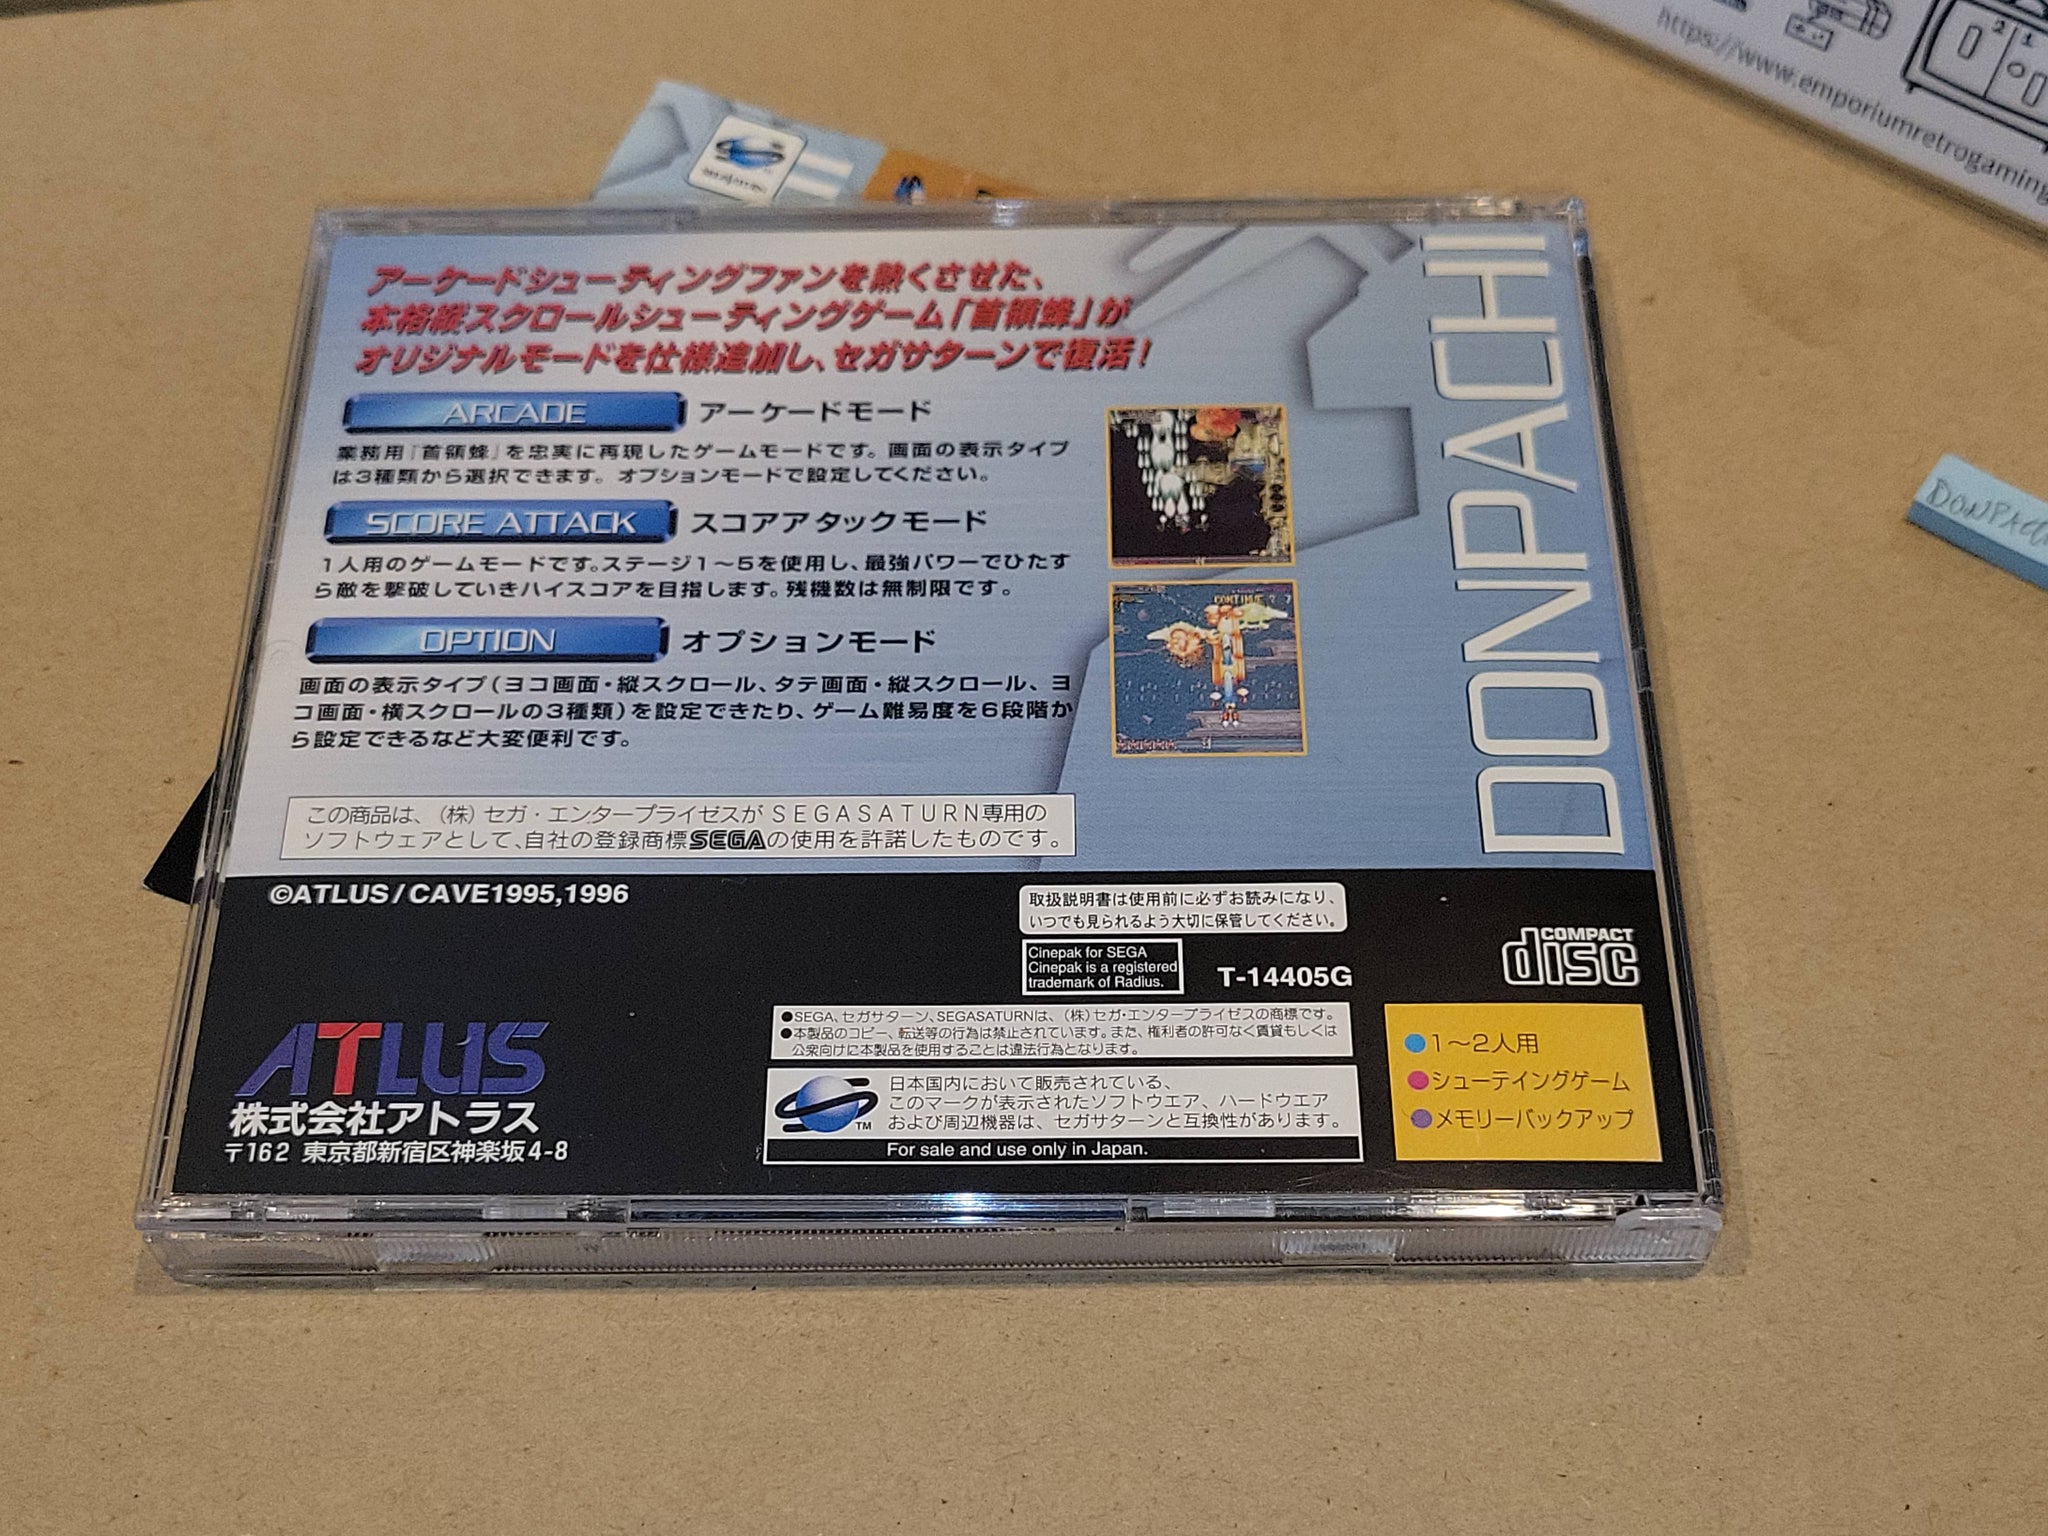 https://www.emporiumretrogaming
2 1
DONPACHI
アーケードシューティングファンを熱くさせた、
本格縦スクロールシューティングゲーム「首領蜂」が
オリジナルモードを仕様追加し、セガサターンで復活！
ARCADE アーケードモード
業務用『首領蜂』を忠実に再現したゲームモードです。画面の表示タイプ
は3種類から選択できます。オプションモードで設定してください。
SCORE ATTACK スコアアタックモード
1人用のゲームモードです。ステージ1～5を使用し、最強パワーでひたす
ら敵を撃破していきハイスコアを目指します。残機数は無制限です。
OPTION オプションモード
画面の表示タイプ（ヨコ画面・縦スクロール、タテ画面・縦スクロール、ヨ
コ画面・横スクロールの3種類）を設定できたり、ゲーム難易度を6段階か
ら設定できるなど大変便利です。
CONTINUE ? 7
この商品は、（株）セガ・エンタープライゼスがSEGASATURN専用の
ソフトウェアとして、自社の登録商標SEGAの使用を許諾したものです。
DONPACHI
©ATLUS/CAVE1995,1996
取扱説明書は使用前に必ずお読みになり、
いつでも見られるよう大切に保管してください。
Cinepak for SEGA
Cinepak is a registered
trademark of Radius.
T-14405G
COMPACT
disc
●SEGA、セガサターン、SEGASATURNは、（株）セガ・エンタープライゼスの商標です。
●本製品のコピー、転送等の行為は禁止されています。また、権利者の許可なく賃貸もしくは
公衆向けに本製品を使用することは違法行為となります。
ATLUS
株式会社アトラス
〒162 東京都新宿区神楽坂4-8
日本国内において販売されている、
このマークが表示されたソフトウエア、ハードウエア
および周辺機器は、セガサターンと互換性があります。
TM
For sale and use only in Japan.
●1～2人用
●シューテイングゲーム
●メモリーバックアップ